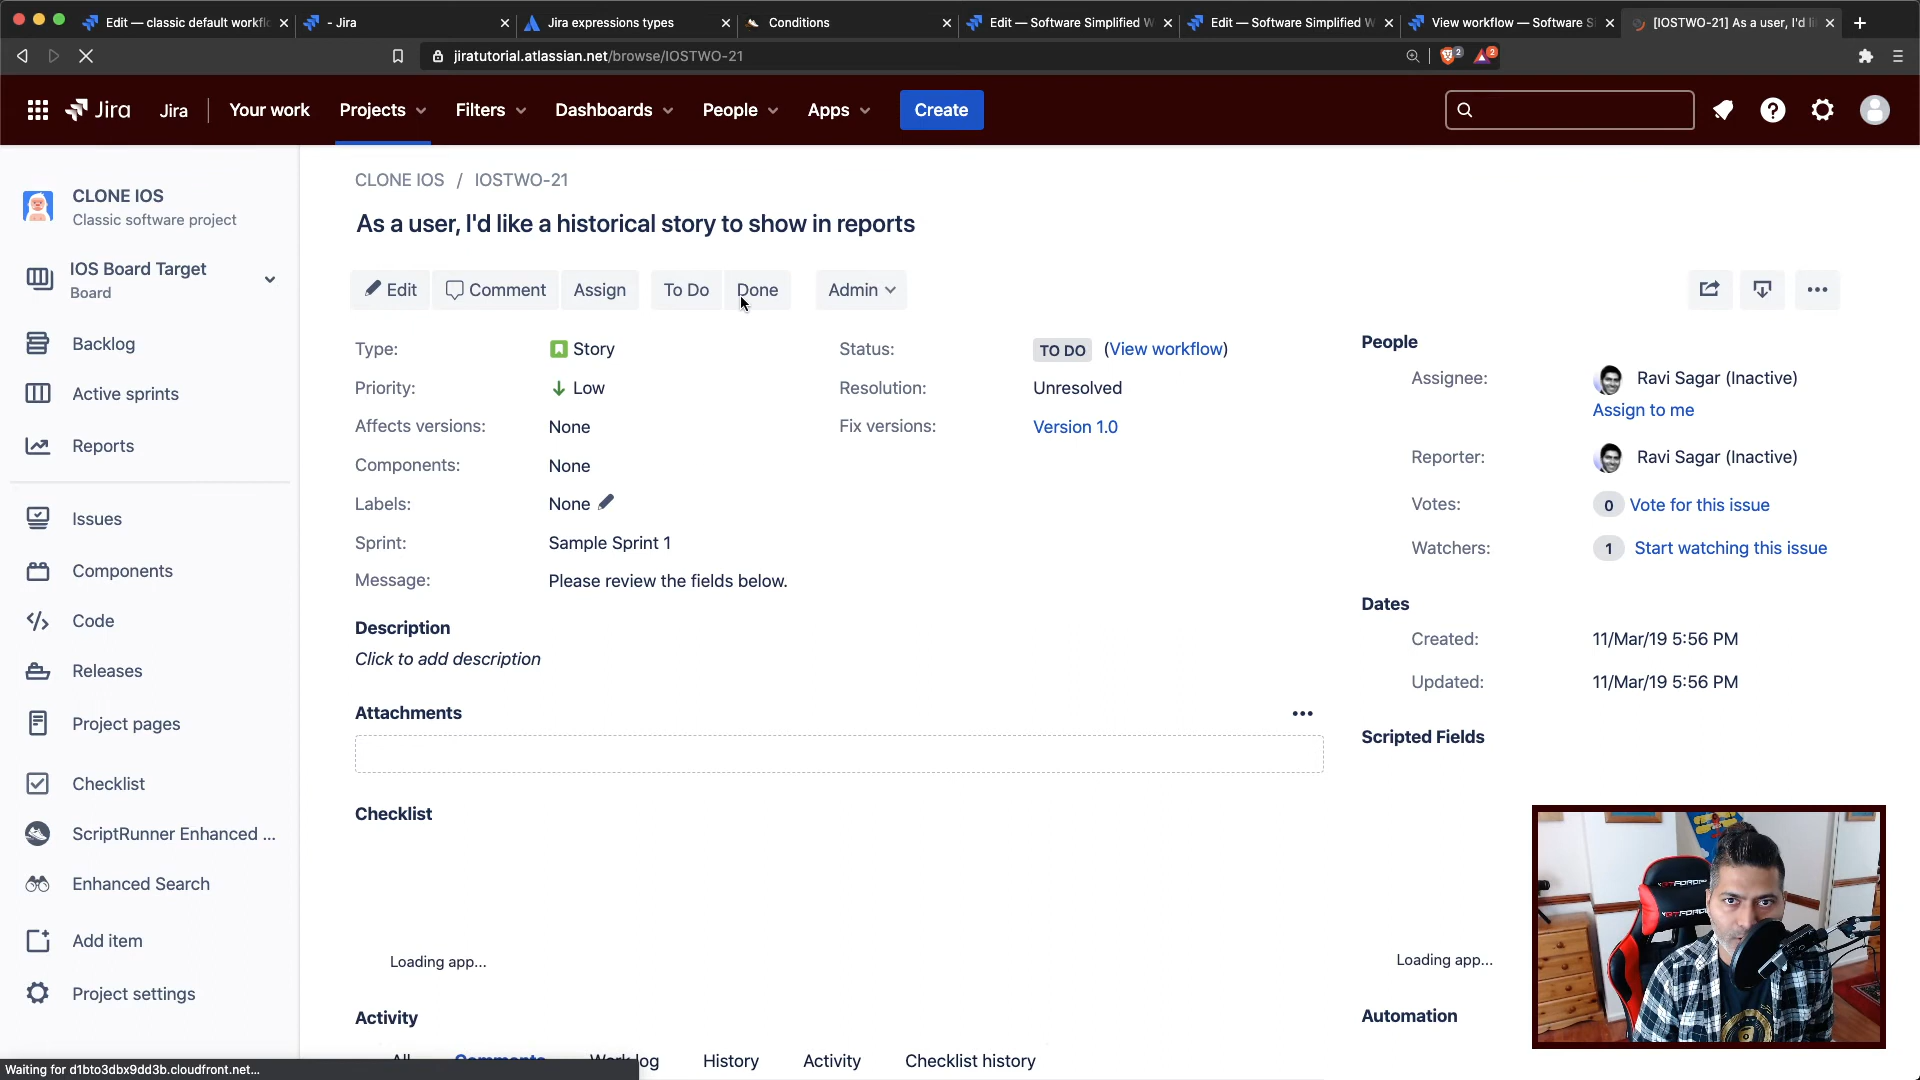 Edit — classic default workfl
- Jira
Jira expressions types
Conditions
Edit — Software Simplified W
Edit — Software Simplified W
View workflow — Software S
[IOSTWO-21] As a user, I'd li
jiratutorial.atlassian.net/browse/IOSTWO-21
2
2
Jira
Jira
Your work
Projects
Filters
Dashboards
People
Apps
Create
CLONE IOS
Classic software project
IOS Board Target
Board
Backlog
Active sprints
Reports
Issues
Components
Code
Releases
Project pages
Checklist
ScriptRunner Enhanced ...
Enhanced Search
Add item
Project settings
CLONE IOS / IOSTWO-21
As a user, I'd like a historical story to show in reports
Edit
Comment
Assign
To Do
Done
Admin
Type: Story
Priority: Low
Affects versions: None
Components: None
Labels: None
Sprint: Sample Sprint 1
Message: Please review the fields below.
Status: TO DO (View workflow)
Resolution: Unresolved
Fix versions: Version 1.0
Description
Click to add description
Attachments
Checklist
Loading app...
Activity
All
Comments
Work log
History
Activity
Checklist history
People
Assignee: Ravi Sagar (Inactive)
Assign to me
Reporter: Ravi Sagar (Inactive)
Votes: 0 Vote for this issue
Watchers: 1 Start watching this issue
Dates
Created: 11/Mar/19 5:56 PM
Updated: 11/Mar/19 5:56 PM
Scripted Fields
Loading app...
Automation
Waiting for d1bto3dbx9dd3b.cloudfront.net...